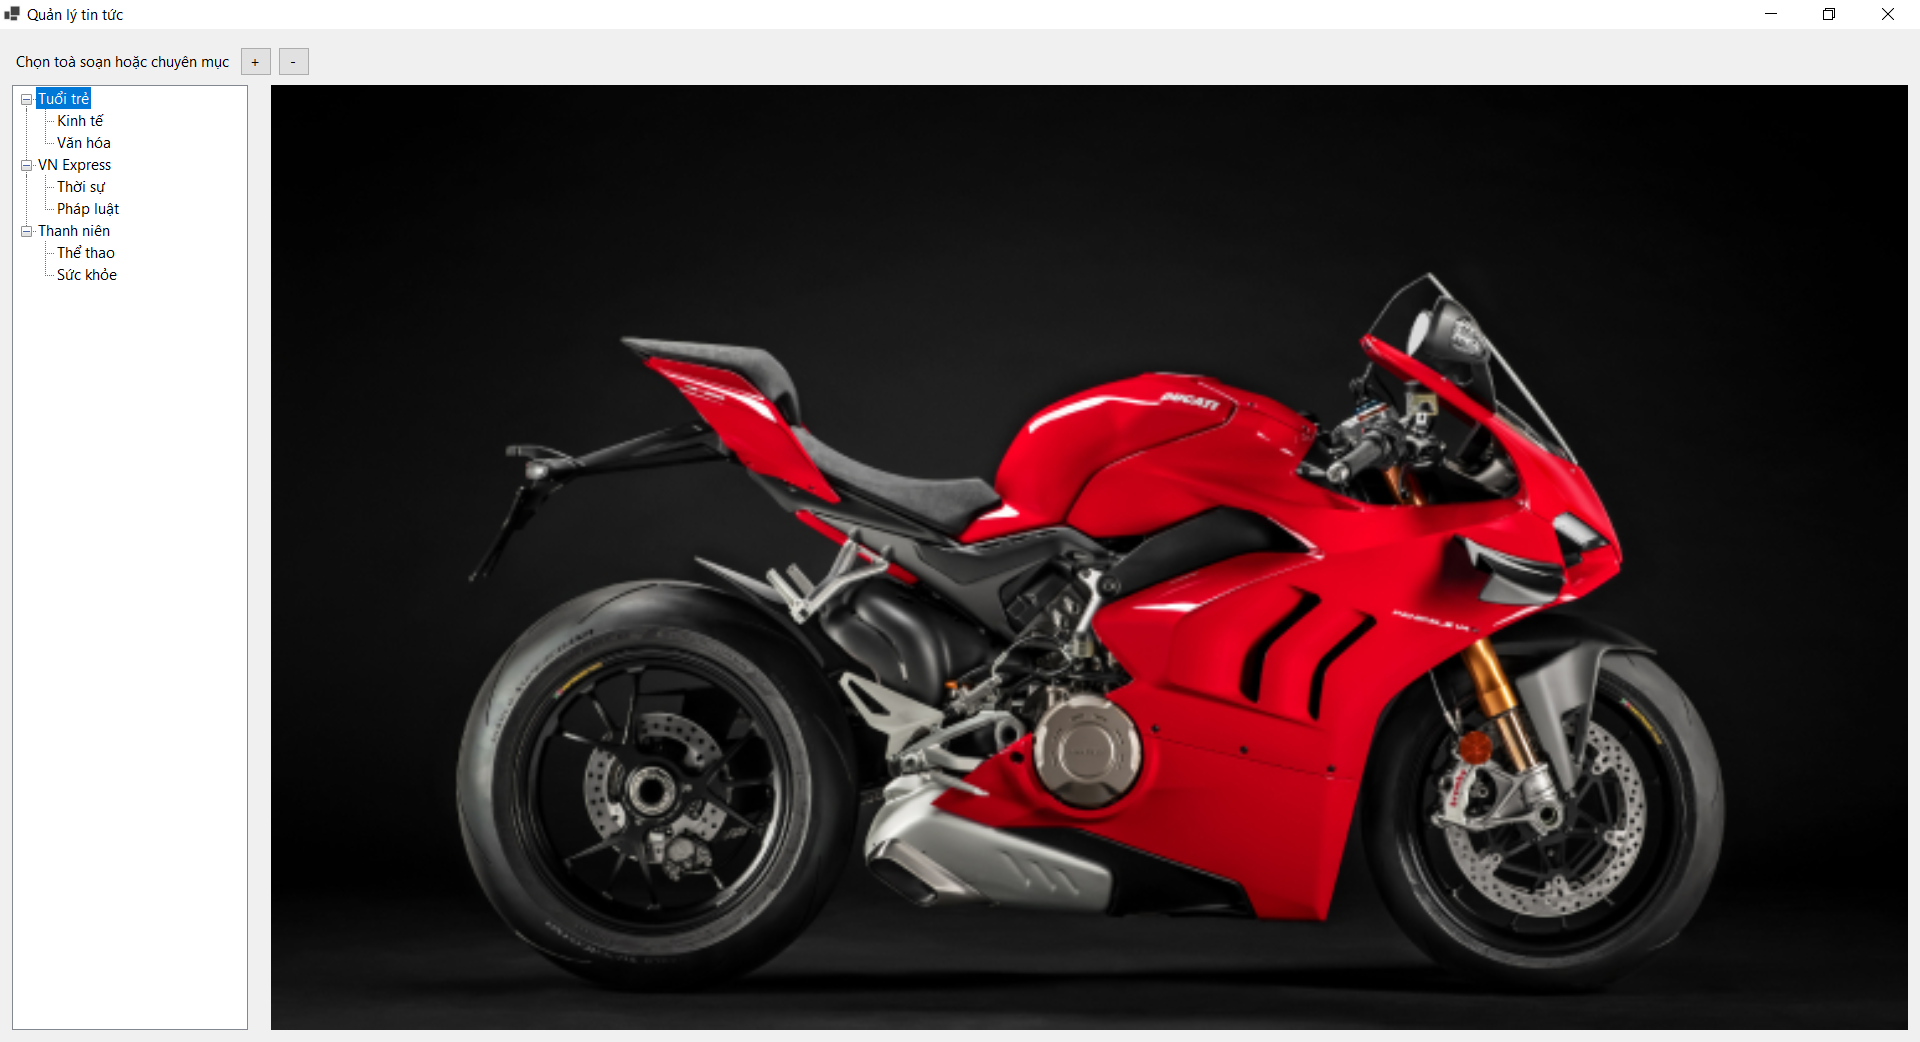 Quản lý tin tức
Chọn toà soạn hoặc chuyên mục + -
Tuổi trẻ
Kinh tế
Văn hóa
VN Express
Thời sự
Pháp luật
Thanh niên
Thể thao
Sức khỏe
DUCATI